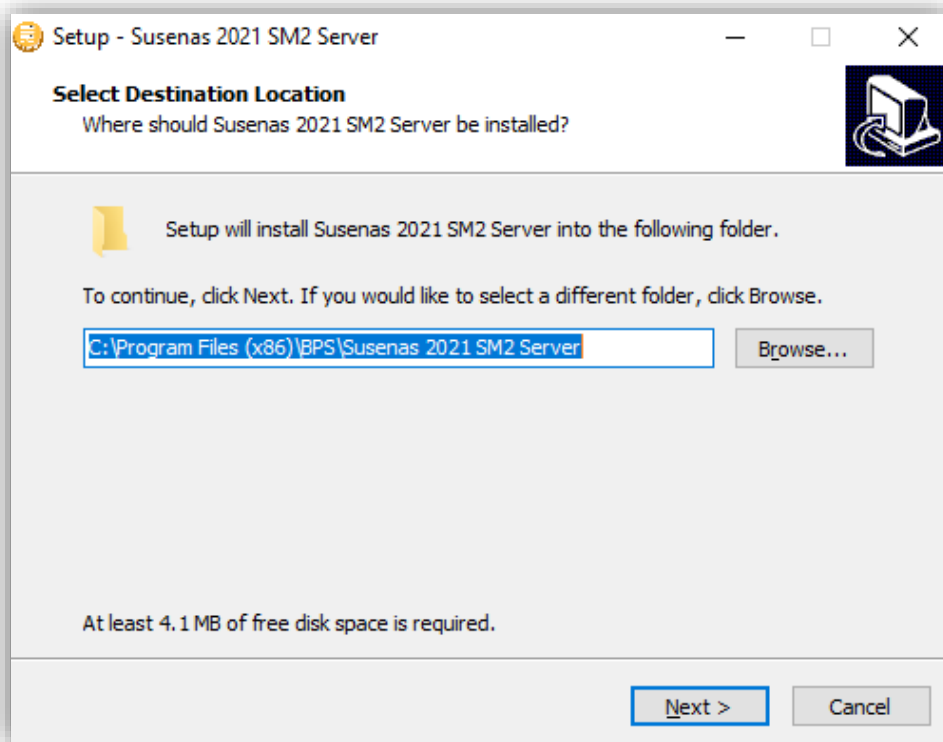 Setup - Susenas 2021 SM2 Server
Select Destination Location
Where should Susenas 2021 SM2 Server be installed?
Setup will install Susenas 2021 SM2 Server into the following folder.
To continue, click Next. If you would like to select a different folder, click Browse.
C:\Program Files (x86)\BPS\Susenas 2021 SM2 Server
Browse...
At least 4.1 MB of free disk space is required.
Next >
Cancel